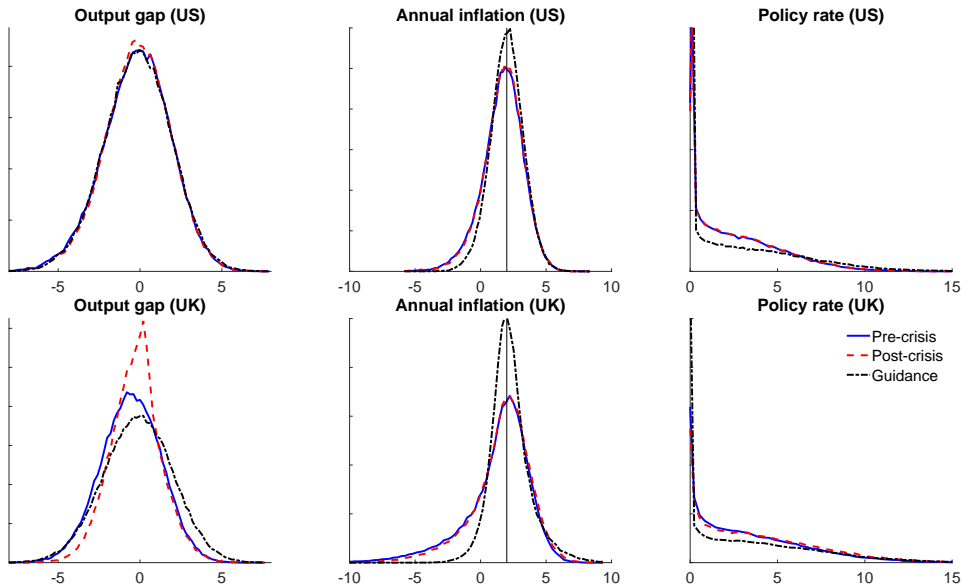 Output gap (US)
Annual inflation (US)
Policy rate (US)
-5 0 5
-10 -5 0 5 10
0 5 10 15
Output gap (UK)
Annual inflation (UK)
Policy rate (UK)
Pre-crisis
Post-crisis
Guidance
-5 0 5
-10 -5 0 5 10
0 5 10 15